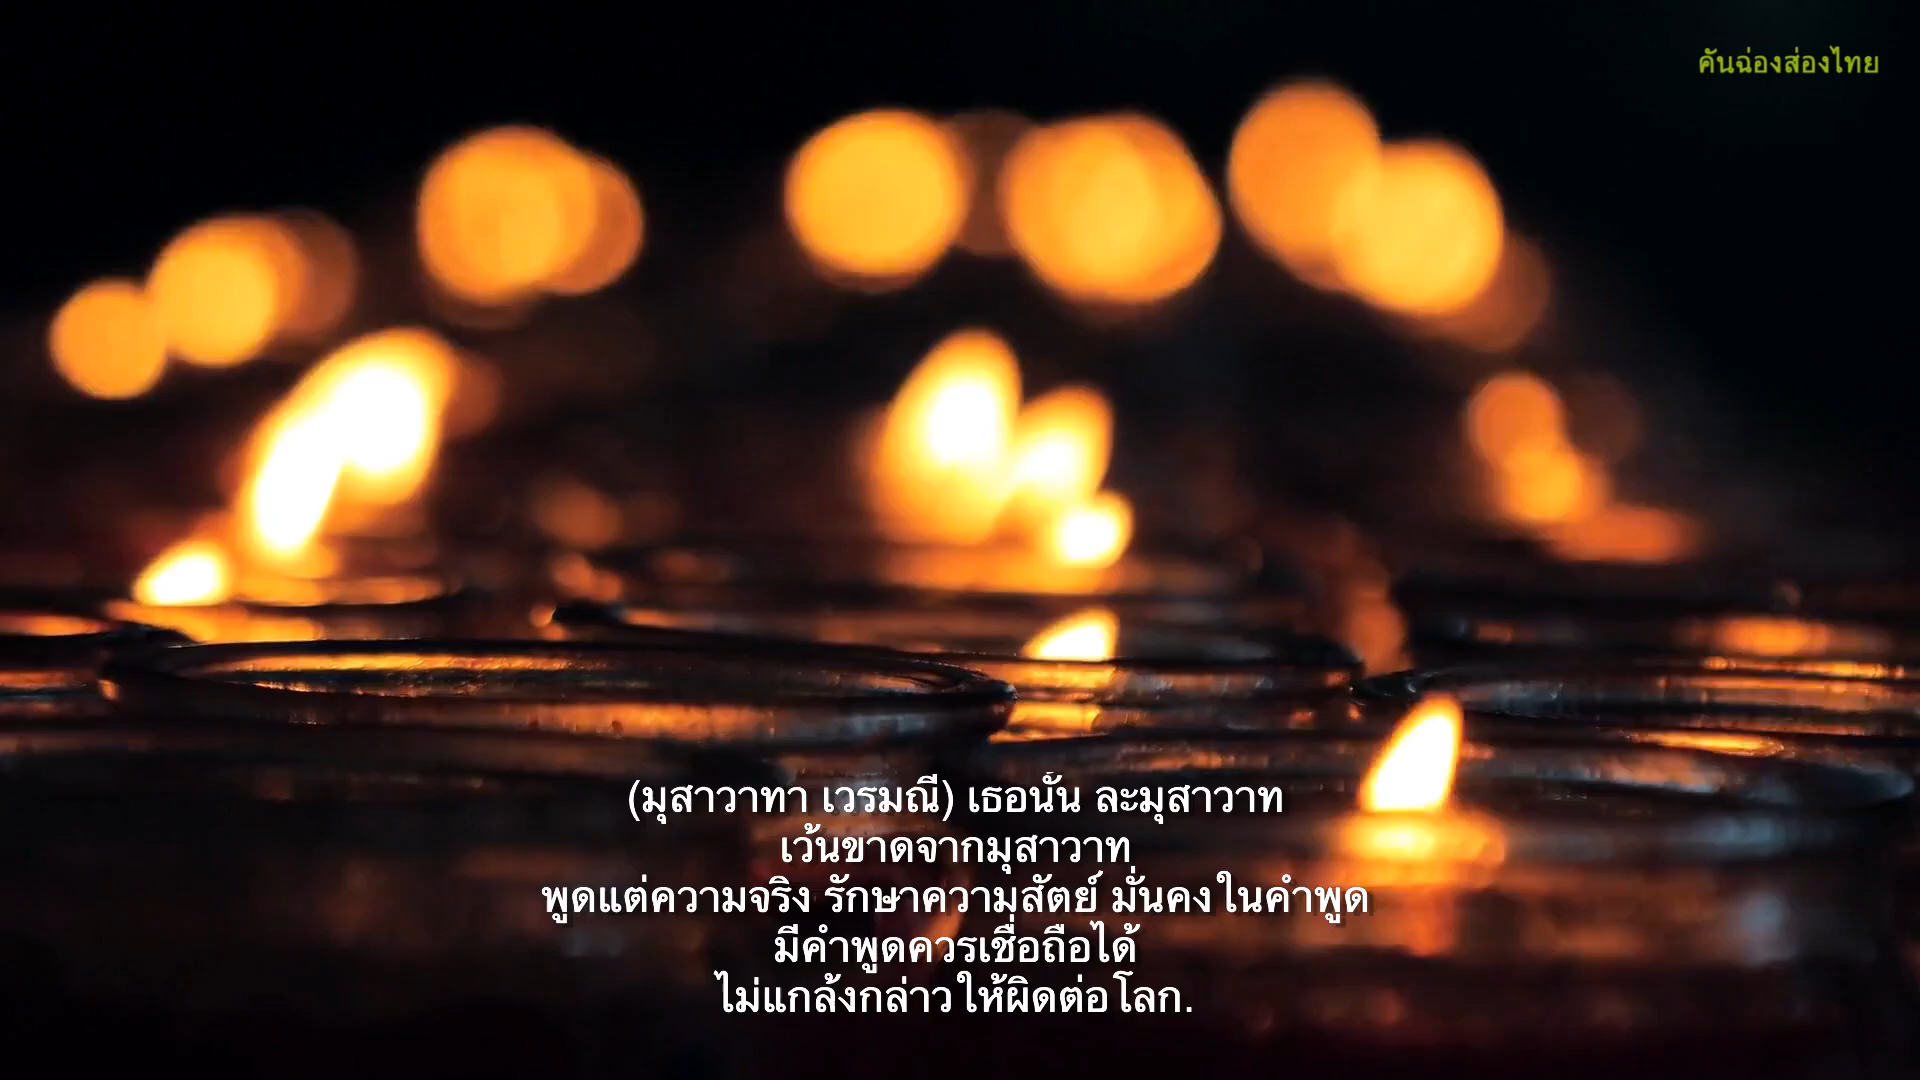 คันฉ่องส่องไทย
(มุสาวาทา เวรมณี) เธอนั้น ละมุสาวาท
เว้นขาดจากมุสาวาท
พูดแต่ความจริง รักษาความสัตย์ มั่นคงในคำพูด
มีคำพูดควรเชื่อถือได้
ไม่แกล้งกล่าวให้ผิดต่อโลก.